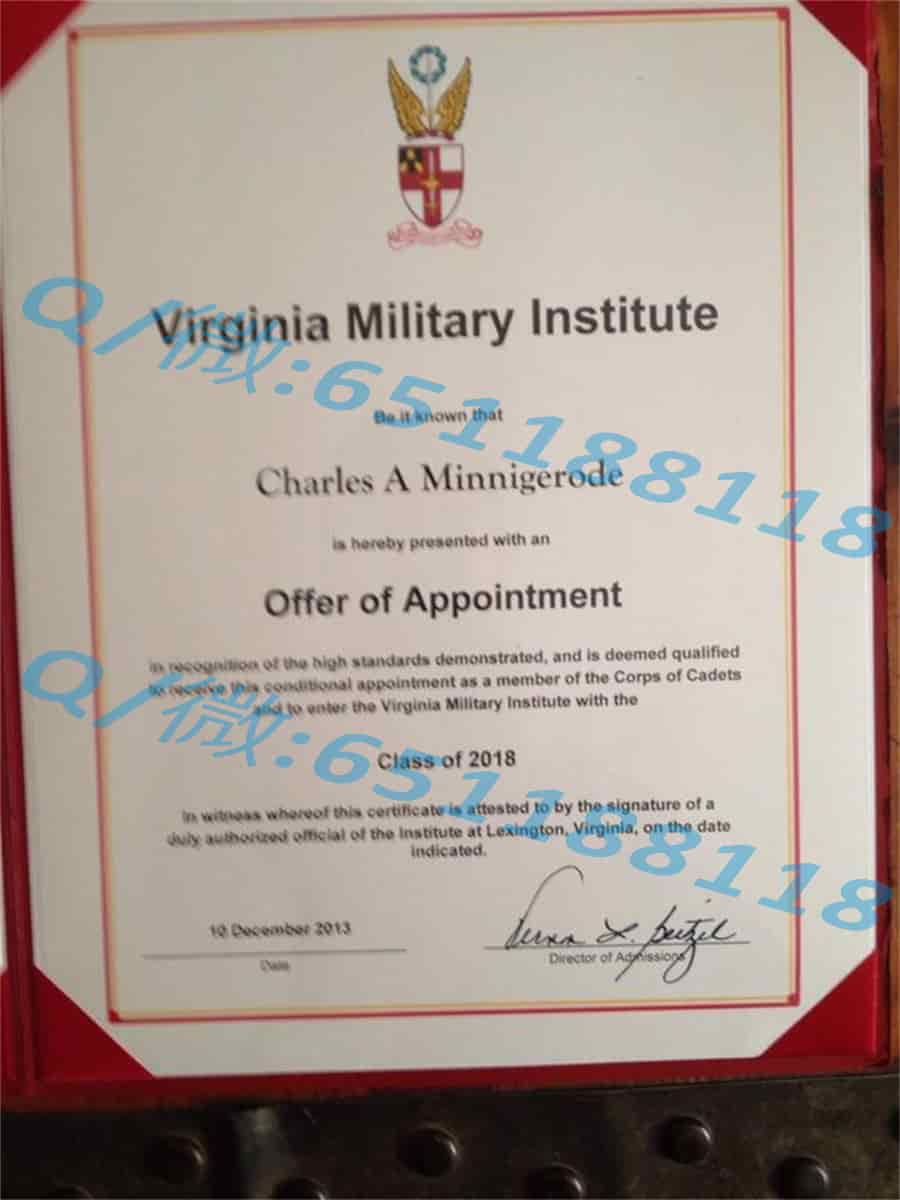 Virginia Military Institute
Q/微:651188118
Be it known that
Charles A Minnigerode
is hereby presented with an
Offer of Appointment
in recognition of the high standards demonstrated, and is deemed qualified
to receive this conditional appointment as a member of the Corps of Cadets
and to enter the Virginia Military Institute with the
Q/微:651188118
Class of 2018
In witness whereof this certificate is attested to by the signature of a
duly authorized official of the Institute at Lexington, Virginia, on the date
indicated.
10 December 2013
Date
Director of Admissions